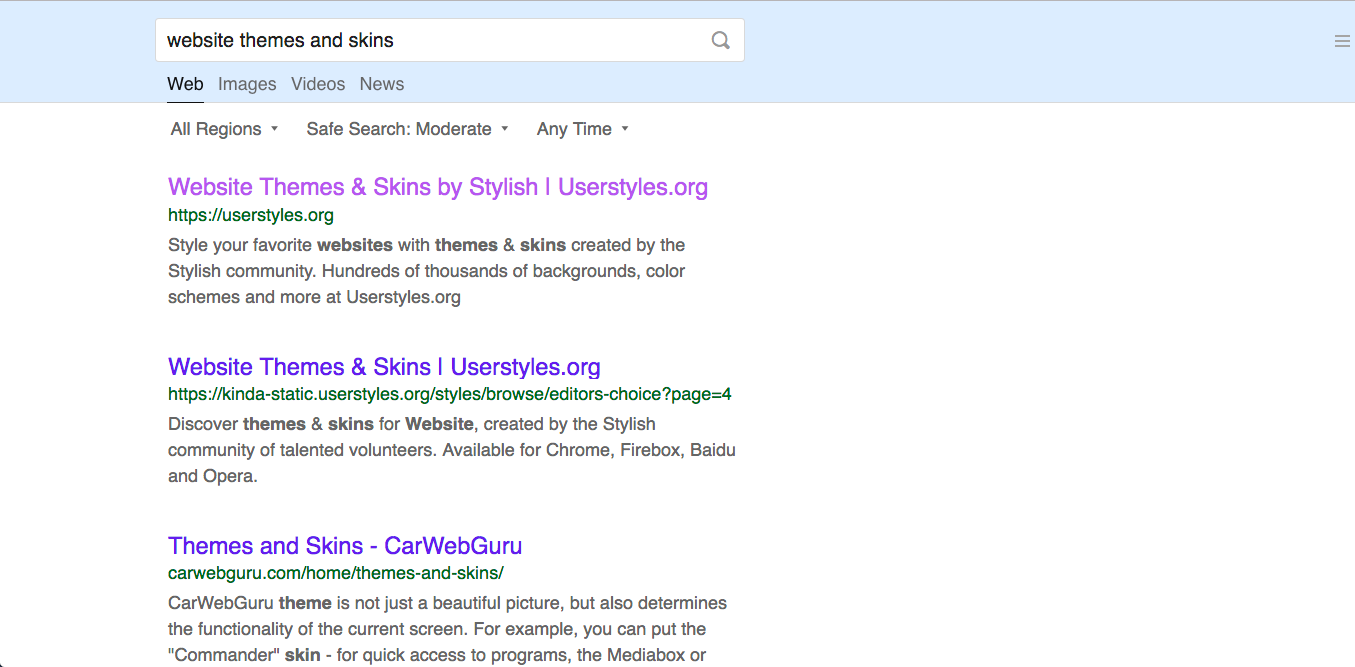 website themes and skins
Web Images Videos News
All Regions Safe Search: Moderate Any Time
Website Themes & Skins by Stylish | Userstyles.org
https://userstyles.org
Style your favorite websites with themes & skins created by the
Stylish community. Hundreds of thousands of backgrounds, color
schemes and more at Userstyles.org
Website Themes & Skins | Userstyles.org
https://kinda-static.userstyles.org/styles/browse/editors-choice?page=4
Discover themes & skins for Website, created by the Stylish
community of talented volunteers. Available for Chrome, Firebox, Baidu
and Opera.
Themes and Skins - CarWebGuru
carwebguru.com/home/themes-and-skins/
CarWebGuru theme is not just a beautiful picture, but also determines
the functionality of the current screen. For example, you can put the
"Commander" skin - for quick access to programs, the Mediabox or